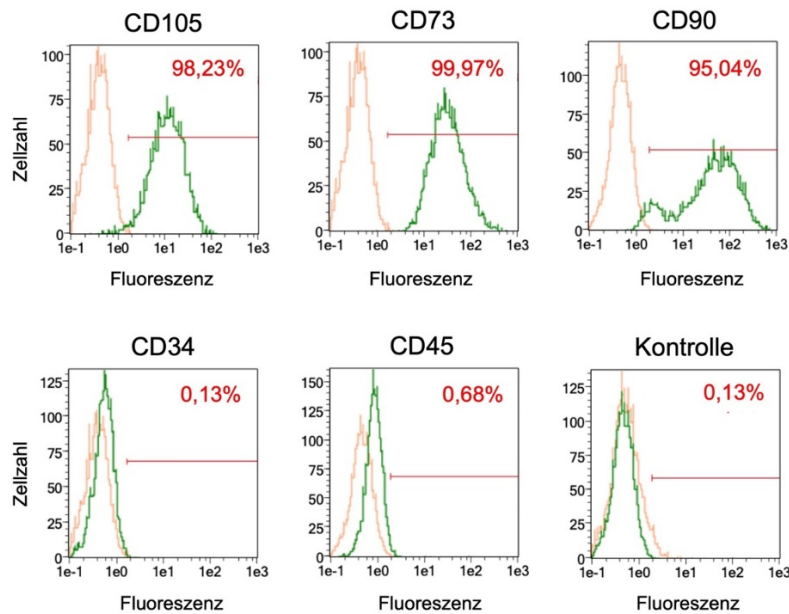 CD105
CD73
CD90
98,23%
99,97%
95,04%
Zellzahl
100
75
50
25
0
1e-1 1e0 1e1 1e2 1e3
Fluoreszenz
100
75
50
25
0
1e-1 1e0 1e1 1e2 1e3
Fluoreszenz
100
50
0
1e-1 1e0 1e1 1e2 1e3
Fluoreszenz
CD34
CD45
Kontrolle
0,13%
0,68%
0,13%
Zellzahl
125
100
75
50
25
0
1e-1 1e0 1e1 1e2 1e3
Fluoreszenz
150
125
100
75
50
25
0
1e-1 1e0 1e1 1e2 1e3
Fluoreszenz
125
100
75
50
25
0
1e-1 1e0 1e1 1e2 1e3
Fluoreszenz